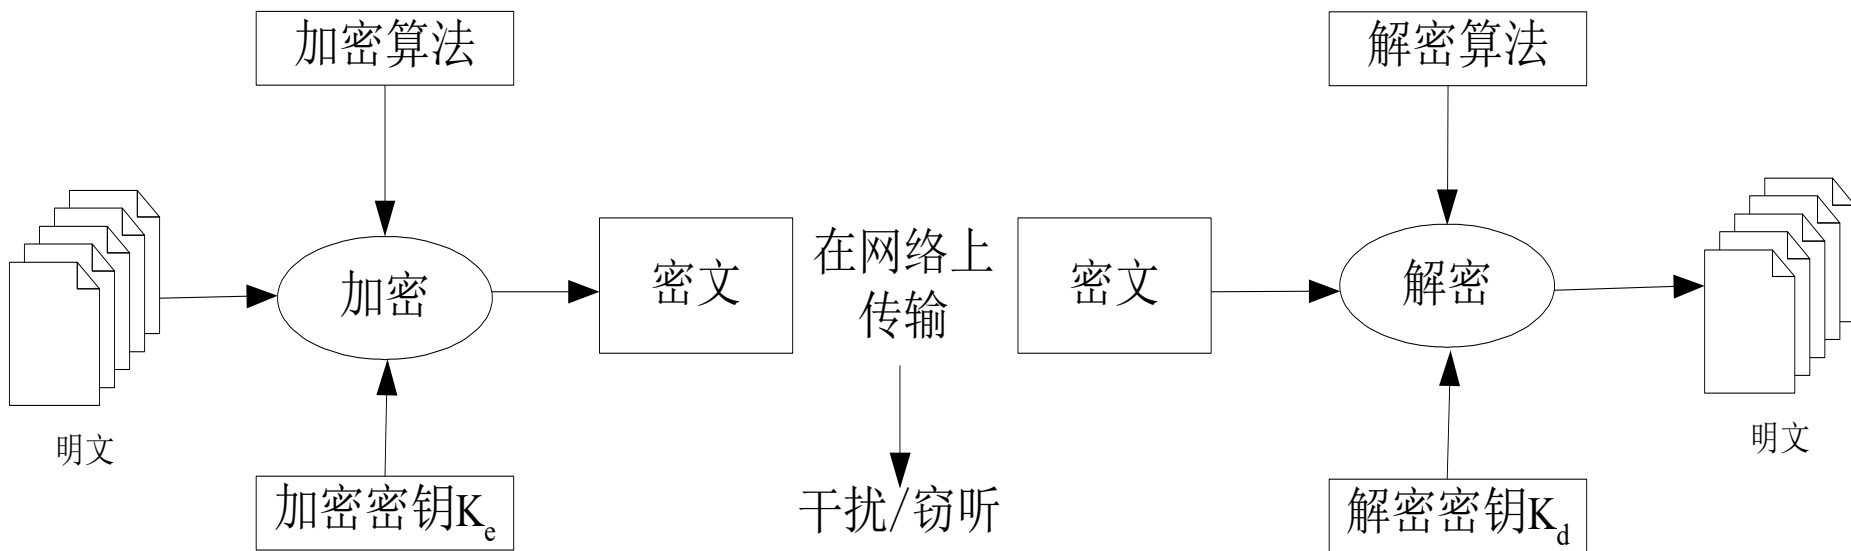 加密算法
解密算法
加密
密文
在网络上
传输
密文
解密
明文
明文
加密密钥Ke
干扰/窃听
解密密钥Kd